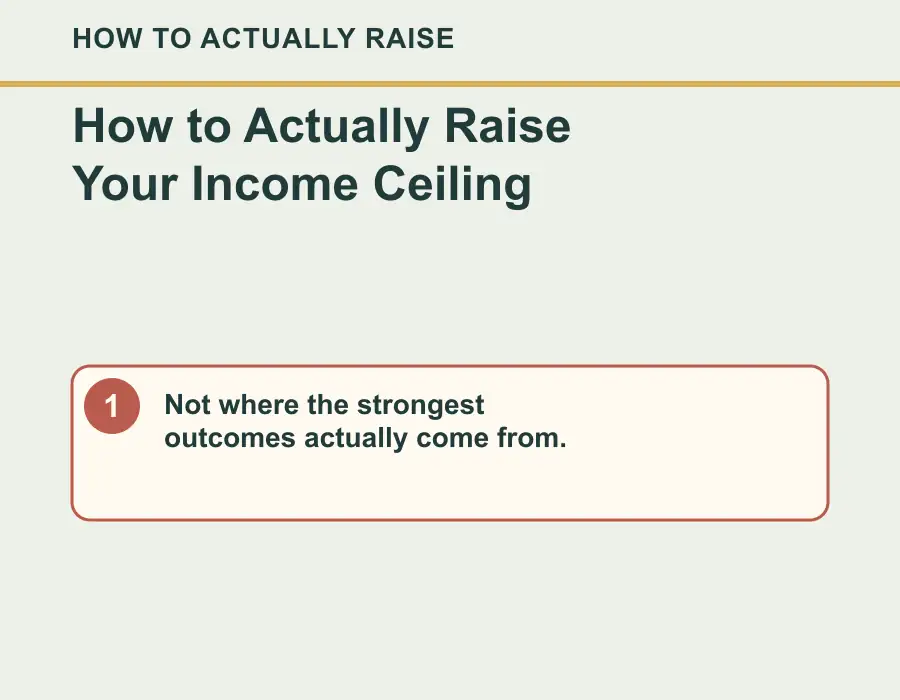 HOW TO ACTUALLY RAISE
How to Actually Raise
Your Income Ceiling
1
Not where the strongest
outcomes actually come from.